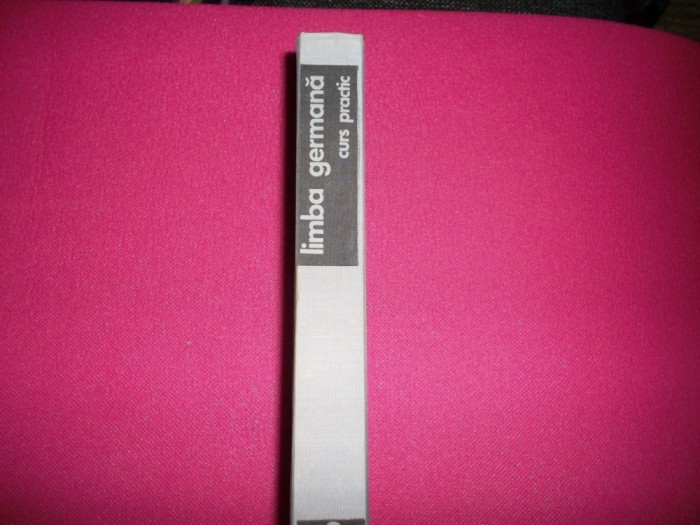 limba germană
curs practic